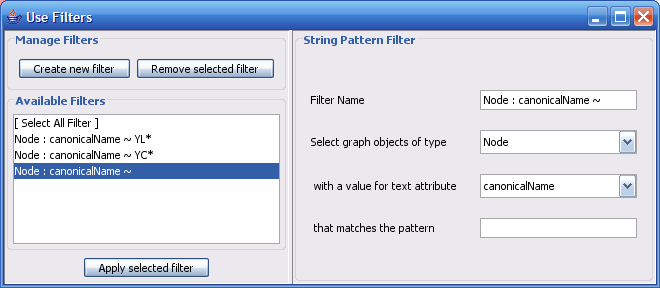 Use Filters
Manage Filters
Create new filter
Remove selected filter
Available Filters
[ Select All Filter ]
Node : canonicalName ~ YL*
Node : canonicalName ~ YC*
Node : canonicalName ~
Apply selected filter
String Pattern Filter
Filter Name
Node : canonicalName ~
Select graph objects of type
Node
with a value for text attribute
canonicalName
that matches the pattern